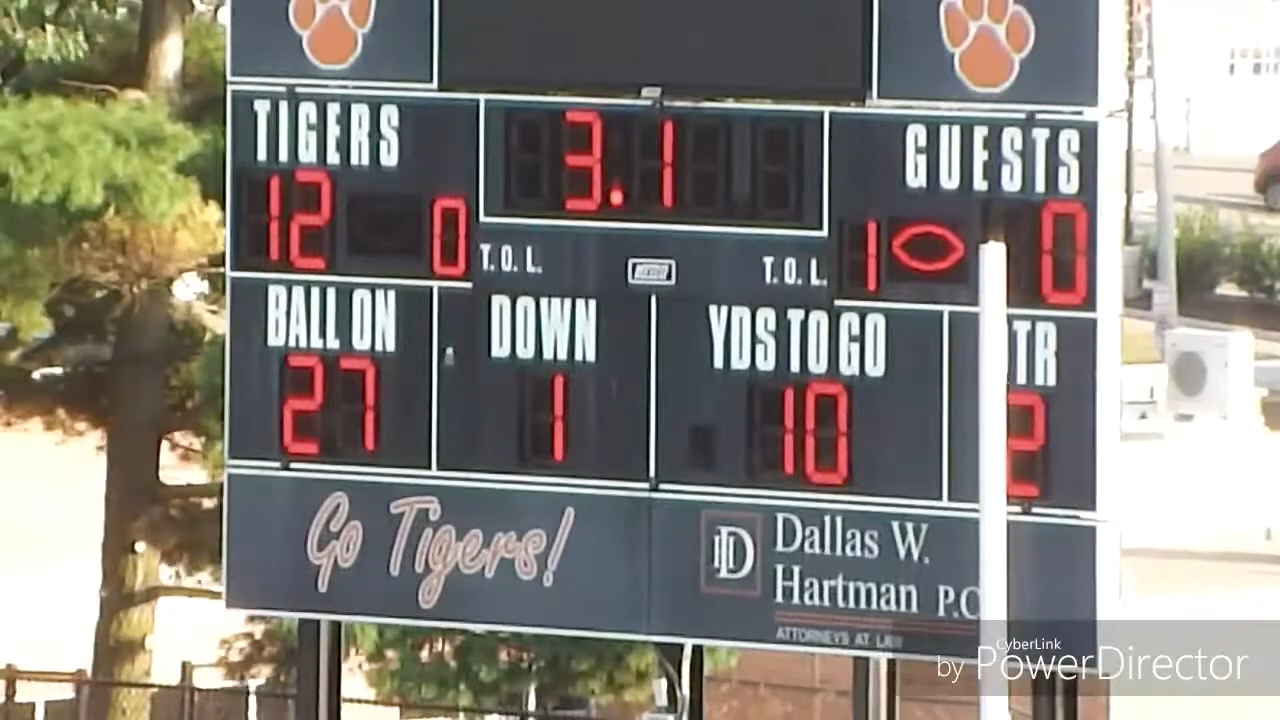 TIGERS
3.1
GUESTS
12
0
T. O. L.
T. O. L.
1
0
BALL ON
DOWN
YDS TO GO
TR
27
1
10
2
Go Tigers!
D
Dallas W.
Hartman P.C
ATTORNEYS AT LAW
CyberLink
by PowerDirector